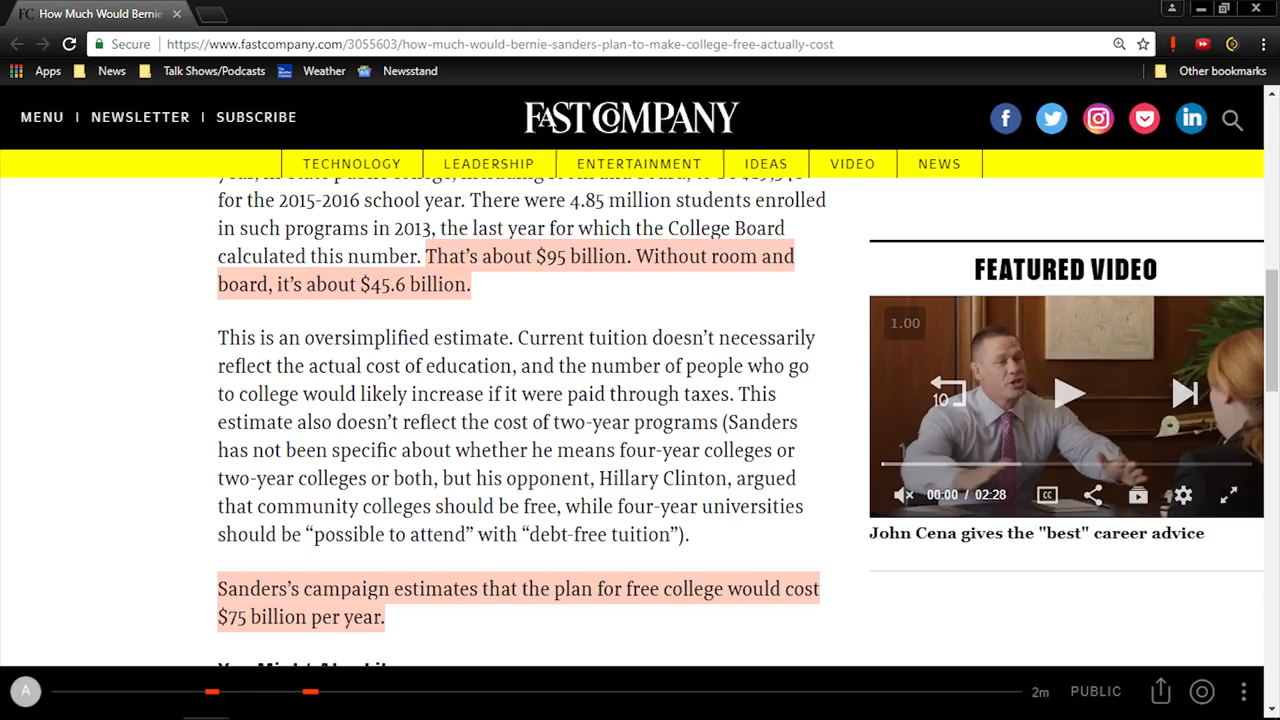 How Much Would Bernie
Secure
https://www.fastcompany.com/3055603/how-much-would-bernie-sanders-plan-to-make-college-free-actually-cost
Apps News Talk Shows/Podcasts Weather Newsstand Other bookmarks
MENU | NEWSLETTER | SUBSCRIBE
FAST COMPANY
TECHNOLOGY LEADERSHIP ENTERTAINMENT IDEAS VIDEO NEWS
for the 2015-2016 school year. There were 4.85 million students enrolled
in such programs in 2013, the last year for which the College Board
calculated this number. That’s about $95 billion. Without room and
board, it’s about $45.6 billion.
This is an oversimplified estimate. Current tuition doesn’t necessarily
reflect the actual cost of education, and the number of people who go
to college would likely increase if it were paid through taxes. This
estimate also doesn’t reflect the cost of two-year programs (Sanders
has not been specific about whether he means four-year colleges or
two-year colleges or both, but his opponent, Hillary Clinton, argued
that community colleges should be free, while four-year universities
should be “possible to attend” with “debt-free tuition”).
Sanders’s campaign estimates that the plan for free college would cost
$75 billion per year.
FEATURED VIDEO
1.00
10
00:00 / 02:28
CC
John Cena gives the "best" career advice
A
2m
PUBLIC